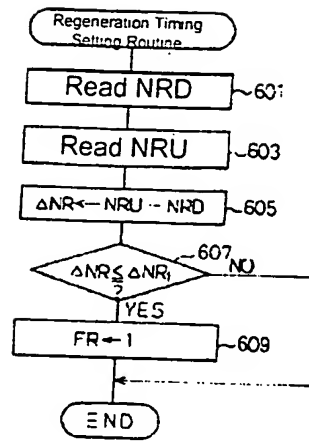 Regeneration Timing
Setting Routine
Read NRD
601
Read NRU
603
ΔNR←NRU-NRD
605
607
ΔNR≦ΔNR₁
?
NO
YES
FR←1
609
END